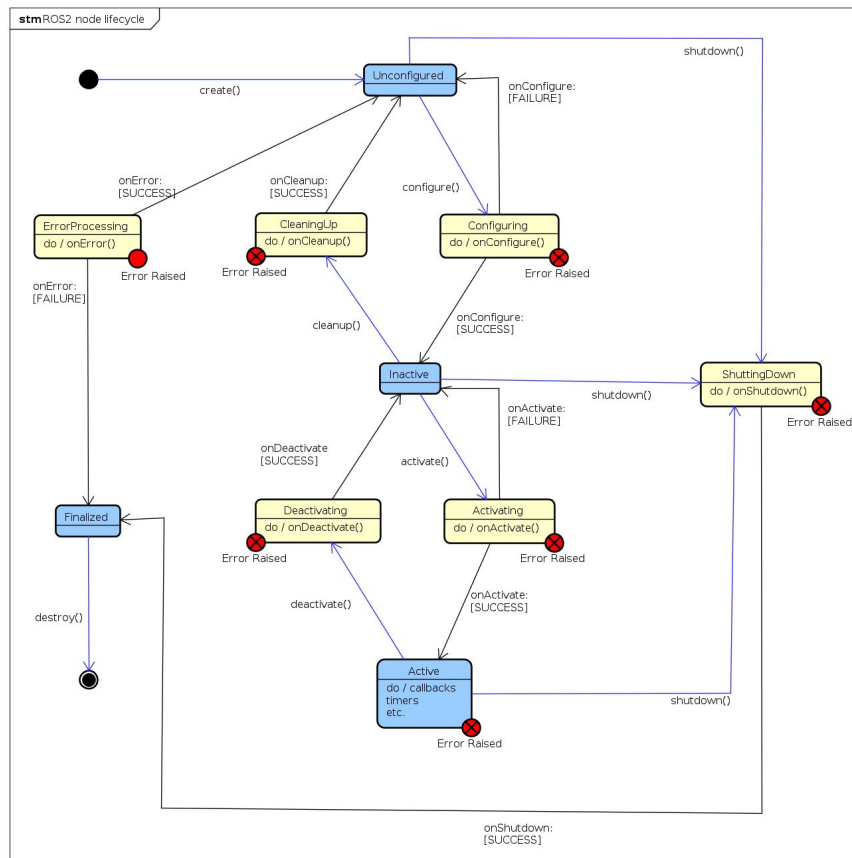 stm ROS2 node lifecycle
shutdown()
Unconfigured
create()
onConfigure:
[FAILURE]
onError:
[SUCCESS]
onCleanup:
[SUCCESS]
configure()
ErrorProcessing
do / onError()
Error Raised
CleaningUp
do / onCleanup()
Error Raised
Configuring
do / onConfigure()
Error Raised
onError:
[FAILURE]
cleanup()
onConfigure:
[SUCCESS]
Inactive
shutdown()
ShuttingDown
do / onShutdown()
Error Raised
onActivate:
[FAILURE]
onDeactivate
[SUCCESS]
activate()
Finalized
Deactivating
do / onDeactivate()
Error Raised
Activating
do / onActivate()
Error Raised
destroy()
deactivate()
onActivate:
[SUCCESS]
Active
do / callbacks
timers
etc.
Error Raised
shutdown()
onShutdown:
[SUCCESS]